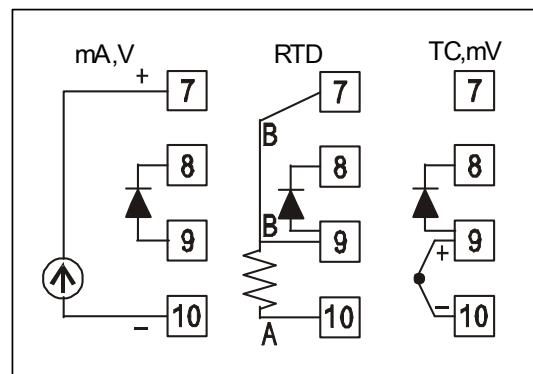 mA,V RTD TC,mV
+ 7 7 7
B
8 8 8
B
9 9 9
+
− 10 10 − 10
A